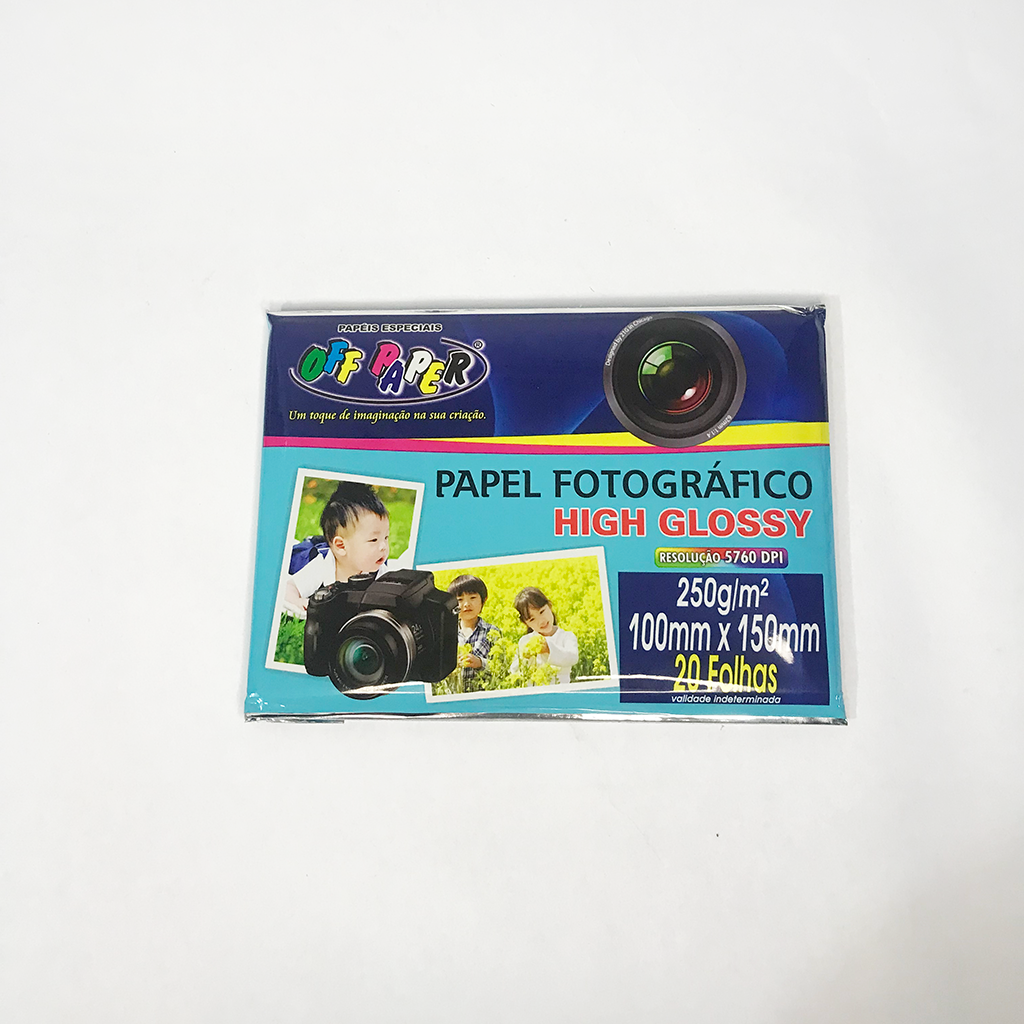 PAPÉIS ESPECIAIS
OFF PAPER®
Um toque de imaginação na sua criação.
PAPEL FOTOGRÁFICO
HIGH GLOSSY
RESOLUÇÃO 5760 DPI
250g/m²
100mm x 150mm
20 Folhas
validade indeterminada